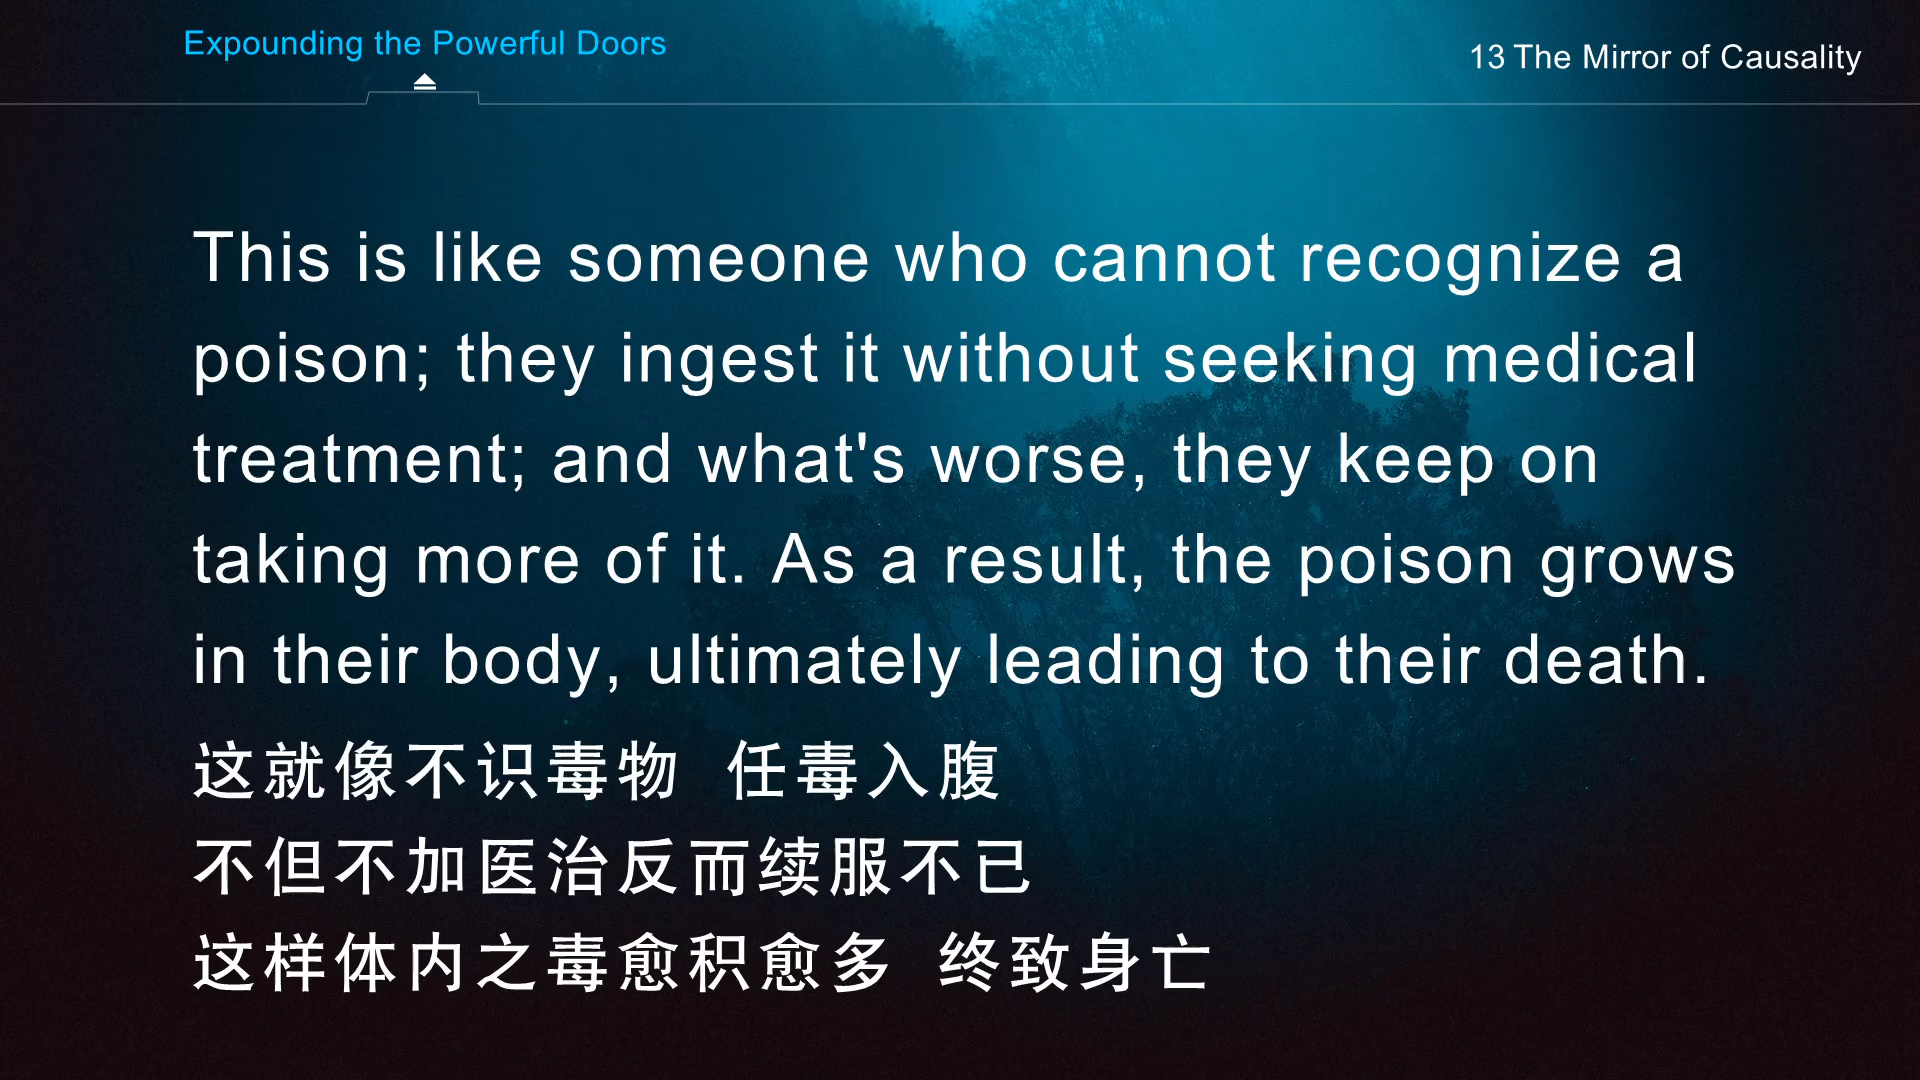 Expounding the Powerful Doors
13 The Mirror of Causality
This is like someone who cannot recognize a
poison; they ingest it without seeking medical
treatment; and what's worse, they keep on
taking more of it. As a result, the poison grows
in their body, ultimately leading to their death.
这就像不识毒物 任毒入腹
不但不加医治反而续服不已
这样体内之毒愈积愈多 终致身亡